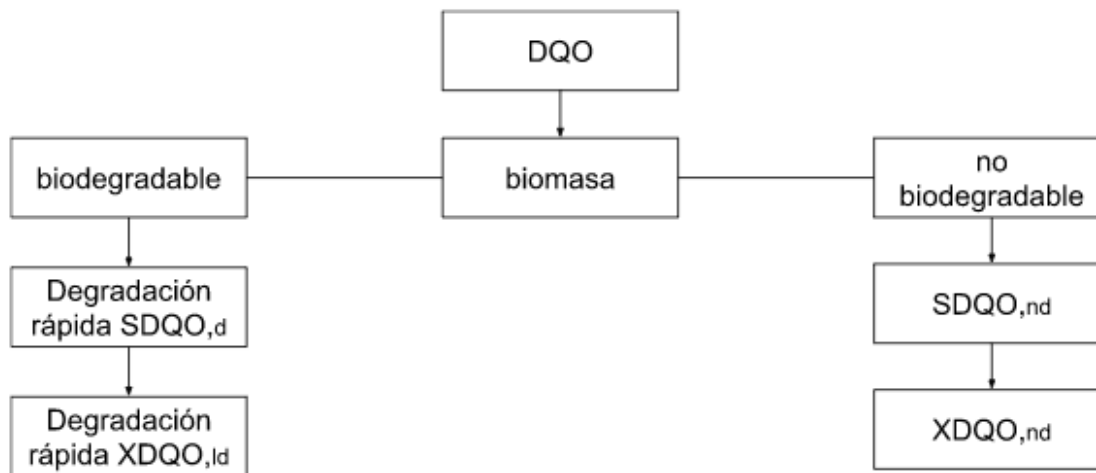 DQO
biodegradable
biomasa
no
biodegradable
Degradación
rápida SDQO,d
SDQO,nd
Degradación
rápida XDQO,ld
XDQO,nd